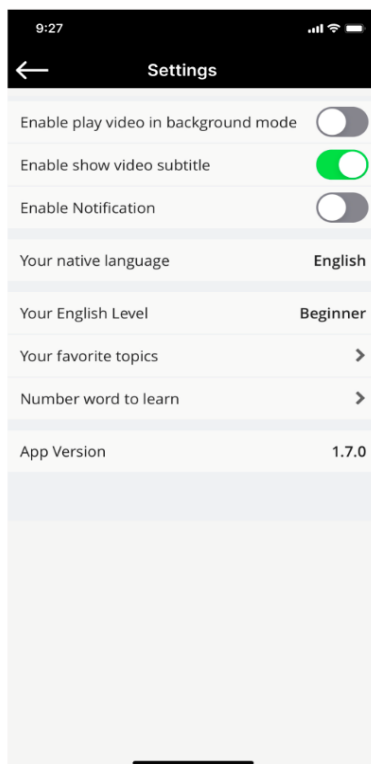 9:27
Settings
Enable play video in background mode
Enable show video subtitle
Enable Notification
Your native language English
Your English Level Beginner
Your favorite topics
Number word to learn
App Version 1.7.0